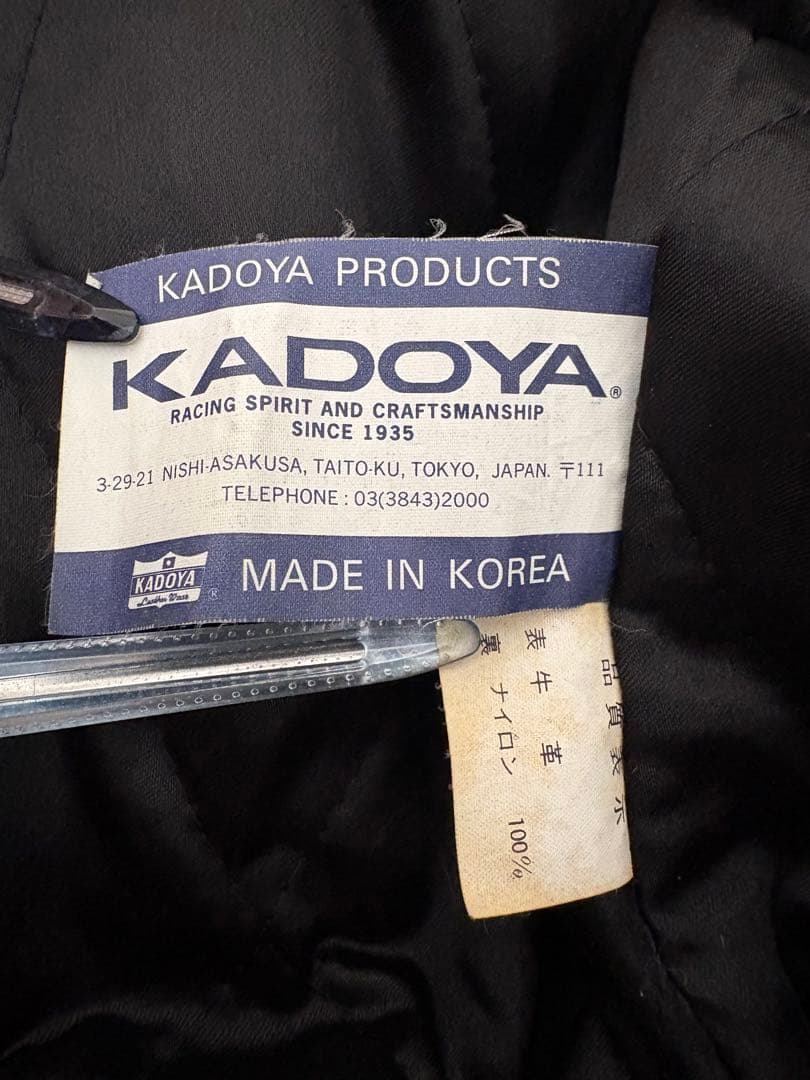 KADOYA PRODUCTS
KADOYA®
RACING SPIRIT AND CRAFTSMANSHIP
SINCE 1935
3-29-21 NISHI-ASAKUSA, TAITO-KU, TOKYO, JAPAN. 〒111
TELEPHONE : 03(3843)2000
KADOYA
Leather Wear ®
MADE IN KOREA
品質表示
表 牛革
裏 ナイロン 100%